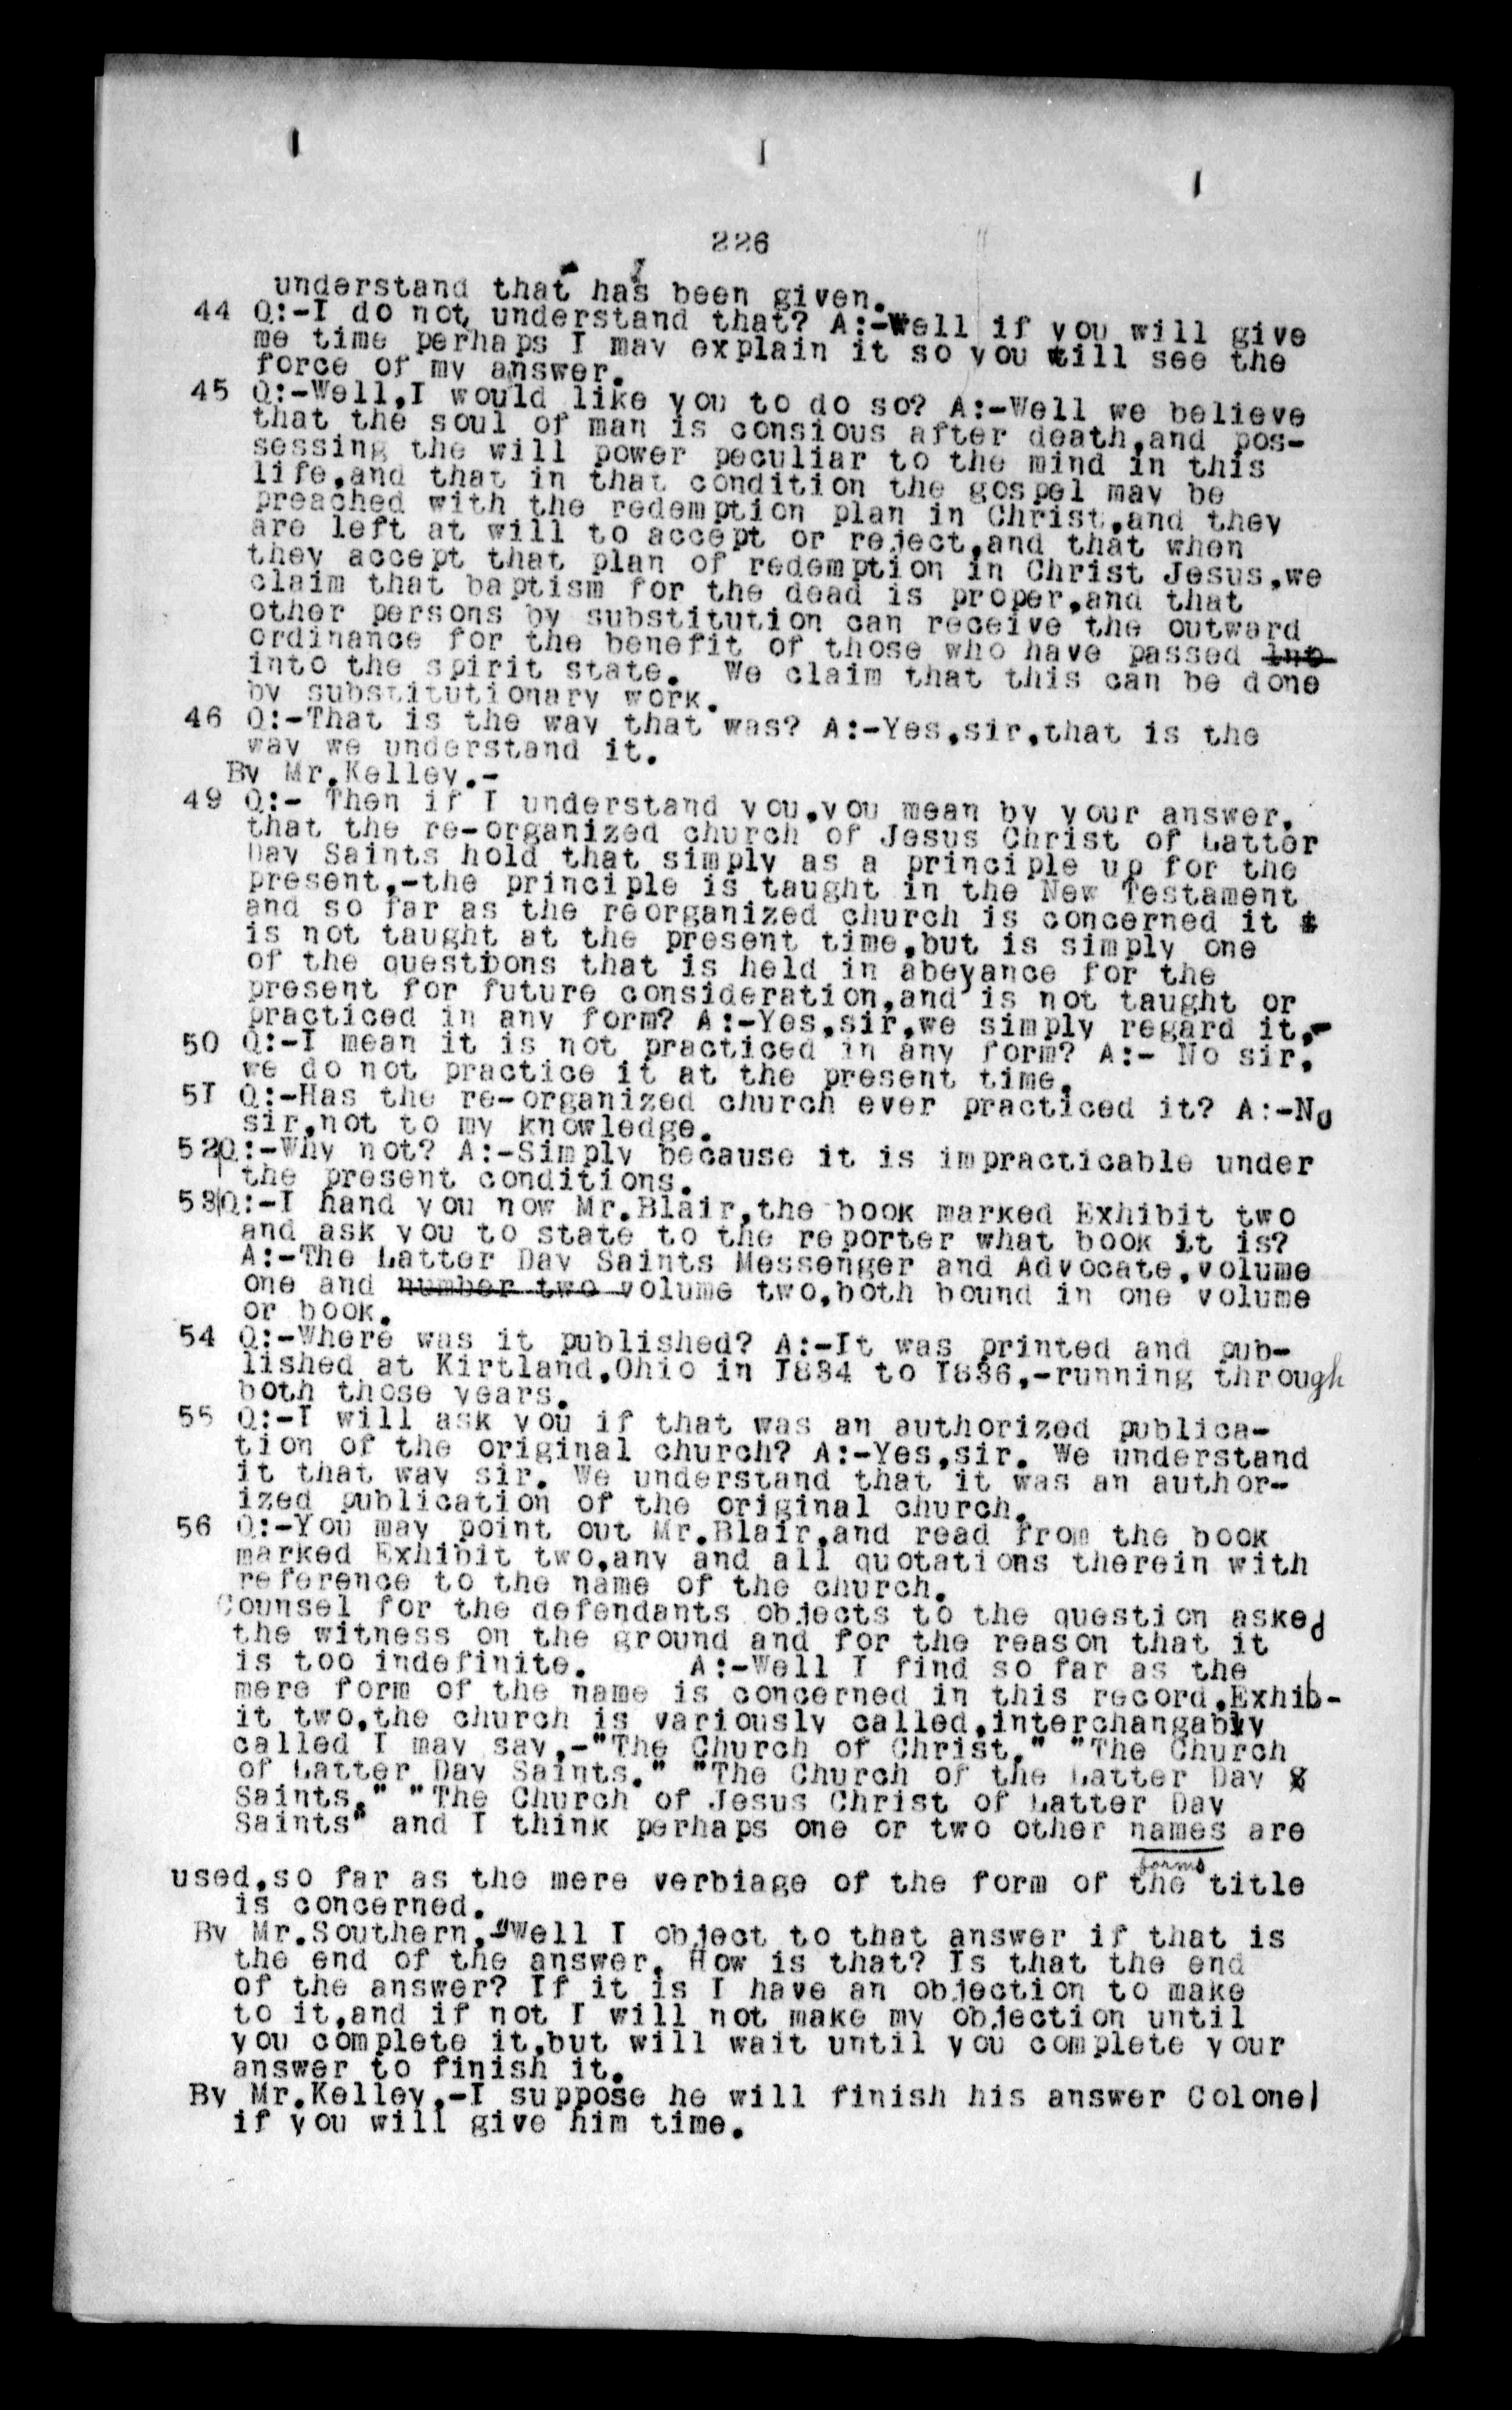 226
understand that has been given.
44 Q:-I do not understand that? A:-Well if you will give
me time perhaps I may explain it so you will see the
force of my answer.
45 Q:-Well,I would like you to do so? A:-Well we believe
that the soul of man is consious after death,and pos-
sessing the will power peculiar to the mind in this
life,and that in that condition the gospel may be
preached with the redemption plan in Christ,and they
are left at will to accept or reject,and that when
they accept that plan of redemption in Christ Jesus,we
claim that baptism for the dead is proper,and that
other persons by substitution can receive the outward
ordinance for the benefit of those who have passed into
into the spirit state. We claim that this can be done
by substitutionary work.
46 Q:-That is the way that was? A:-Yes,sir,that is the
way we understand it.
By Mr.Kelley.-
49 Q:- Then if I understand you,you mean by your answer,
that the re-organized church of Jesus Christ of Latter
Day Saints hold that simply as a principle up for the
present,-the principle is taught in the New Testament
and so far as the reorganized church is concerned it
is not taught at the present time,but is simply one
of the questions that is held in abeyance for the
present for future consideration,and is not taught or
practiced in any form? A:-Yes,sir,we simply regard it,-
50 Q:-I mean it is not practiced in any form? A:- No sir,
we do not practice it at the present time.
51 Q:-Has the re-organized church ever practiced it? A:-No
sir,not to my knowledge.
52 Q:-Why not? A:-Simply because it is impracticable under
the present conditions.
53 Q:-I hand you now Mr.Blair,the book marked Exhibit two
and ask you to state to the reporter what book it is?
A:-The Latter Day Saints Messenger and Advocate,volume
one and number two volume two,both bound in one volume
or book.
54 Q:-Where was it published? A:-It was printed and pub-
lished at Kirtland,Ohio in 1834 to 1836,-running through
both those years.
55 Q:-I will ask you if that was an authorized publica-
tion of the original church? A:-Yes,sir. We understand
it that way sir. We understand that it was an author-
ized publication of the original church.
56 Q:-You may point out Mr.Blair,and read from the book
marked Exhibit two,any and all quotations therein with
reference to the name of the church.
Counsel for the defendants objects to the question asked
the witness on the ground and for the reason that it
is too indefinite. A:-Well I find so far as the
mere form of the name is concerned in this record,Exhib-
it two,the church is variously called,interchangably
called I may say,-"The Church of Christ," "The Church
of Latter Day Saints." "The Church of the Latter Day
Saints," "The Church of Jesus Christ of Latter Day
Saints" and I think perhaps one or two other names are
forms
used,so far as the mere verbiage of the form of the title
is concerned.
By Mr.Southern,-"Well I object to that answer if that is
the end of the answer. How is that? Is that the end
of the answer? If it is I have an objection to make
to it,and if not I will not make my objection until
you complete it,but will wait until you complete your
answer to finish it.
By Mr.Kelley,-I suppose he will finish his answer Colonel
if you will give him time.